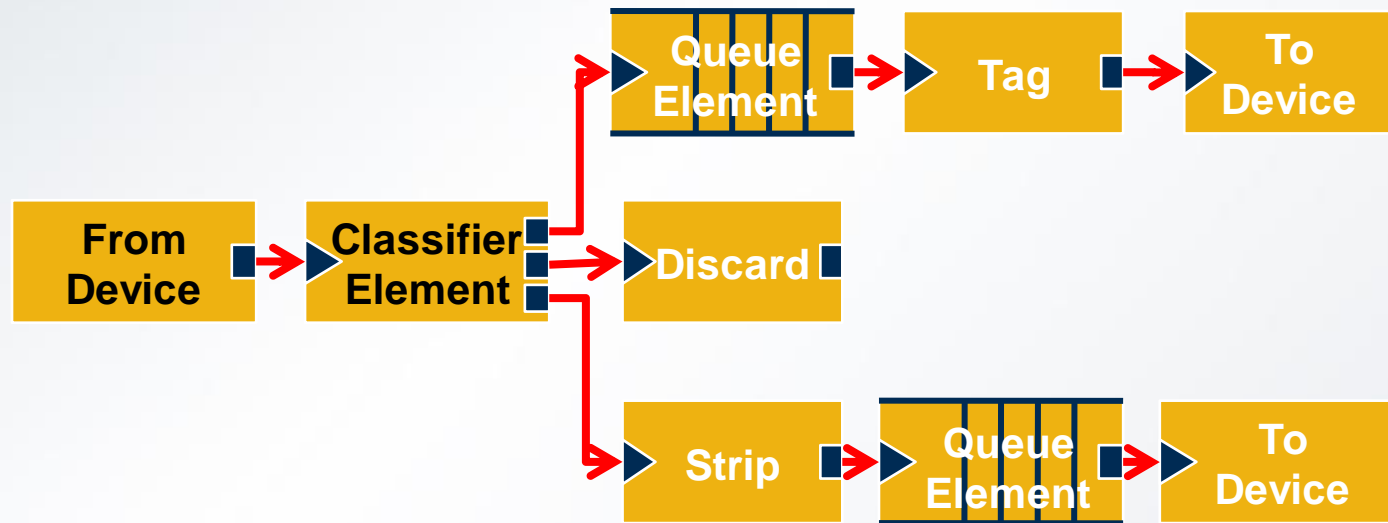 Queue
Element
Tag
To
Device
From
Device
Classifier
Element
Discard
Strip
Queue
Element
To
Device